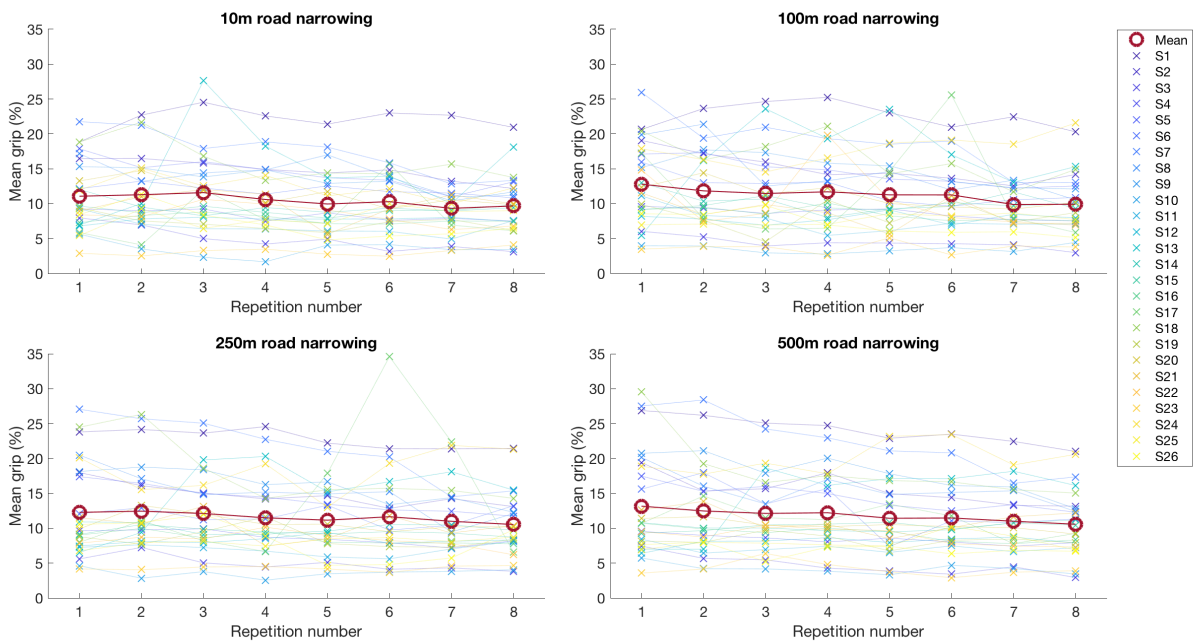 10m road narrowing
35
30
25
20
15
10
5
0
Mean grip (%)
1 2 3 4 5 6 7 8
Repetition number
100m road narrowing
35
30
25
20
15
10
5
0
Mean grip (%)
1 2 3 4 5 6 7 8
Repetition number
Mean
S1
S2
S3
S4
S5
S6
S7
S8
S9
S10
S11
S12
S13
S14
S15
S16
S17
S18
S19
S20
S21
S22
S23
S24
S25
S26
250m road narrowing
35
30
25
20
15
10
5
0
Mean grip (%)
1 2 3 4 5 6 7 8
Repetition number
500m road narrowing
35
30
25
20
15
10
5
0
Mean grip (%)
1 2 3 4 5 6 7 8
Repetition number